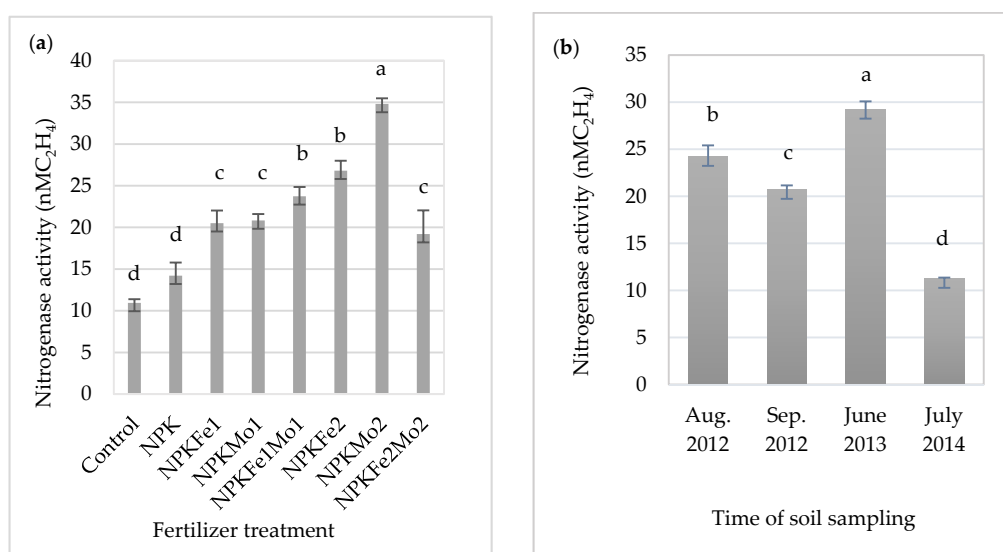 (a)
Nitrogenase activity (nMC₂H₄)
40
35
30
25
20
15
10
5
0
d
d
c
c
b
b
a
c
Control
NPK
NPKFe1
NPKMo1
NPKFe1Mo1
NPKFe2
NPKMo2
NPKFe2Mo2
Fertilizer treatment
(b)
Nitrogenase activity (nMC₂H₄)
35
30
25
20
15
10
5
0
b
c
a
d
Aug.
2012
Sep.
2012
June
2013
July
2014
Time of soil sampling